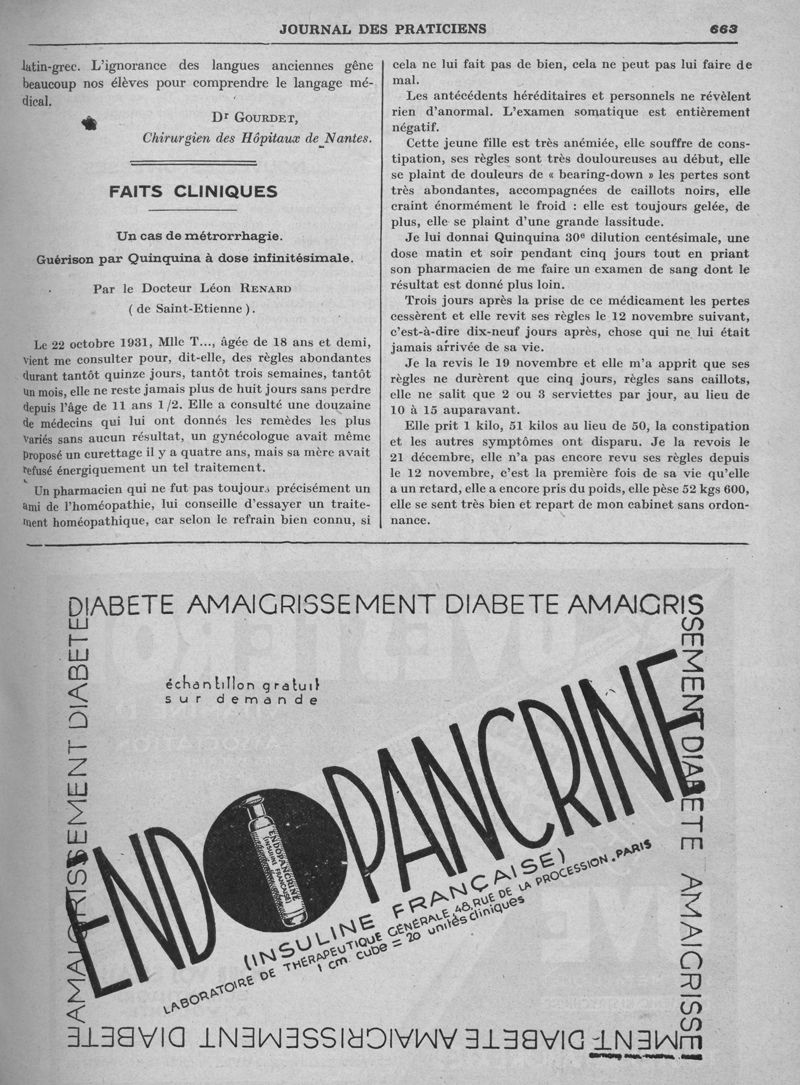 JOURNAL DES PRATICIENS 663
latin-grec. L'ignorance des langues anciennes gêne
beaucoup nos élèves pour comprendre le langage mé-
dical.
Dr GOURDET,
Chirurgien des Hôpitaux de Nantes.
FAITS CLINIQUES
Un cas de métrorrhagie.
Guérison par Quinquina à dose infinitésimale.
Par le Docteur Léon RENARD
( de Saint-Etienne ).
Le 22 octobre 1931, Mlle T..., âgée de 18 ans et demi,
vient me consulter pour, dit-elle, des règles abondantes
durant tantôt quinze jours, tantôt trois semaines, tantôt
un mois, elle ne reste jamais plus de huit jours sans perdre
depuis l'âge de 11 ans 1/2. Elle a consulté une douzaine
de médecins qui lui ont donnés les remèdes les plus
variés sans aucun résultat, un gynécologue avait même
proposé un curettage il y a quatre ans, mais sa mère avait
refusé énergiquement un tel traitement.
Un pharmacien qui ne fut pas toujours précisément un
ami de l'homéopathie, lui conseille d'essayer un traite-
ment homéopathique, car selon le refrain bien connu, si
cela ne lui fait pas de bien, cela ne peut pas lui faire de
mal.
Les antécédents héréditaires et personnels ne révèlent
rien d'anormal. L'examen somatique est entièrement
négatif.
Cette jeune fille est très anémiée, elle souffre de cons-
tipation, ses règles sont très douloureuses au début, elle
se plaint de douleurs de « bearing-down » les pertes sont
très abondantes, accompagnées de caillots noirs, elle
craint énormément le froid : elle est toujours gelée, de
plus, elle se plaint d'une grande lassitude.
Je lui donnai Quinquina 30e dilution centésimale, une
dose matin et soir pendant cinq jours tout en priant
son pharmacien de me faire un examen de sang dont le
résultat est donné plus loin.
Trois jours après la prise de ce médicament les pertes
cessèrent et elle revit ses règles le 12 novembre suivant,
c'est-à-dire dix-neuf jours après, chose qui ne lui était
jamais arrivée de sa vie.
Je la revis le 19 novembre et elle m'a apprit que ses
règles ne durèrent que cinq jours, règles sans caillots,
elle ne salit que 2 ou 3 serviettes par jour, au lieu de
10 à 15 auparavant.
Elle prit 1 kilo, 51 kilos au lieu de 50, la constipation
et les autres symptômes ont disparu. Je la revois le
21 décembre, elle n'a pas encore revu ses règles depuis
le 12 novembre, c'est la première fois de sa vie qu'elle
a un retard, elle a encore pris du poids, elle pèse 52 kgs 600,
elle se sent très bien et repart de mon cabinet sans ordon-
nance.
DIABETE AMAIGRISSEMENT DIABETE AMAIGRIS
SEMENT DIABETE AMAIGRISSE
MENT DIABETE AMAIGRISSEMENT DIABETE
AMAIGRISSEMENT DIABETE
échantillon gratuit
sur demande
ENDOPANCRINE
ENDOPANCRINE
(INSULINE FRANÇAISE)
(INSULINE FRANÇAISE)
LABORATOIRE DE THÉRAPEUTIQUE GÉNÉRALE, 48, RUE DE LA PROCESSION, PARIS
1 cm. cube = 20 unités cliniques